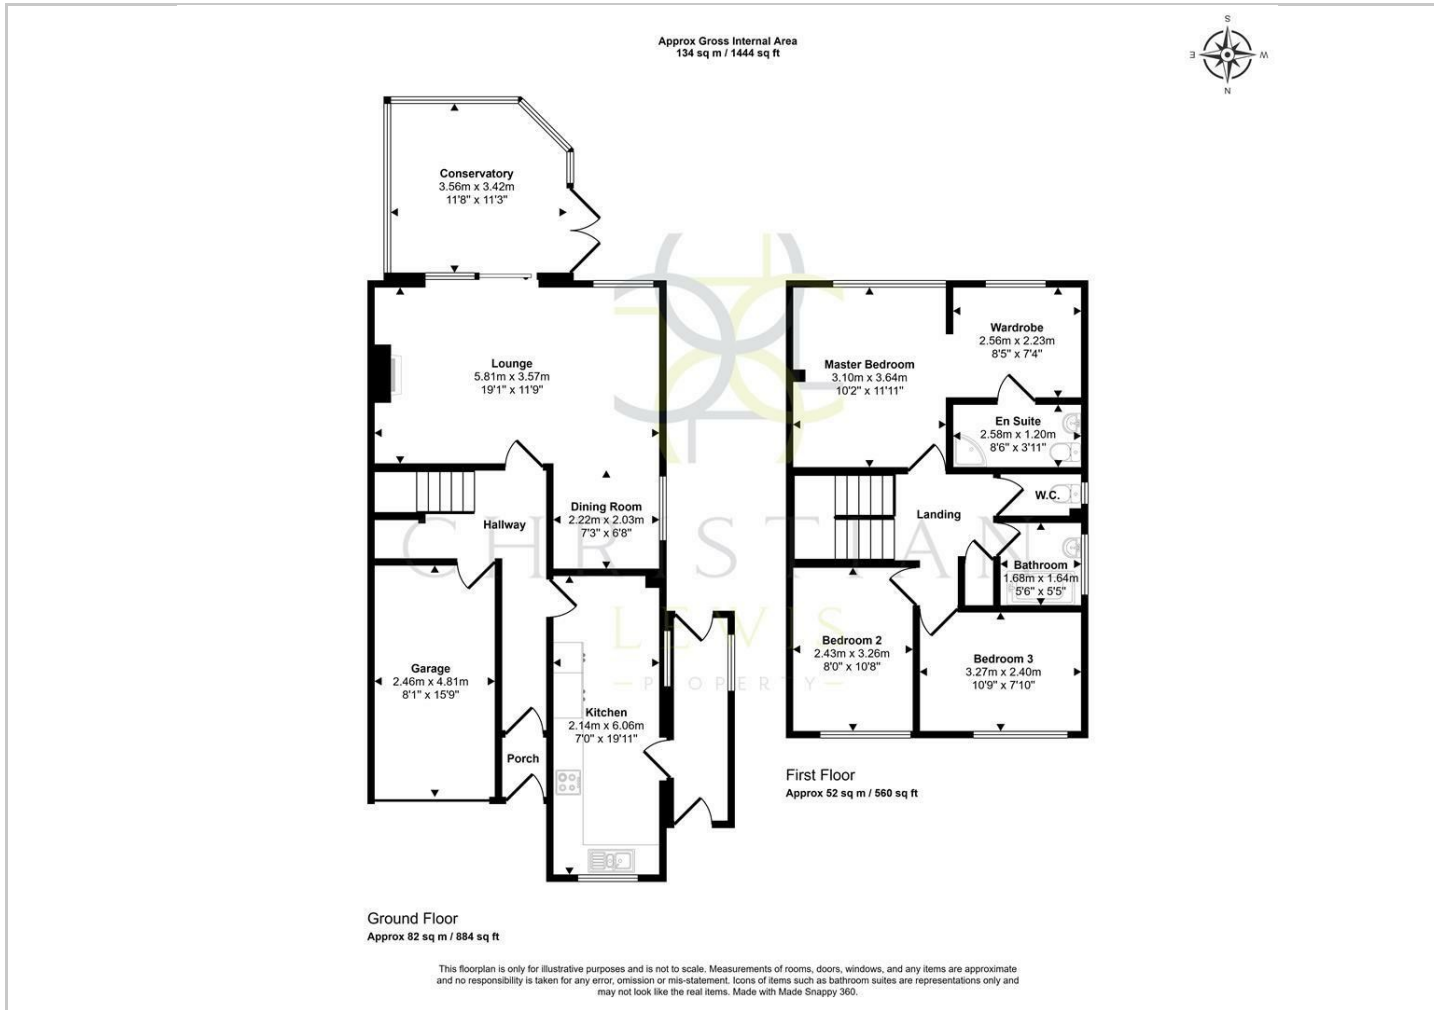 Approx Gross Internal Area
134 sq m / 1444 sq ft
S
E
W
N
Conservatory
3.56m x 3.42m
11'8" x 11'3"
Lounge
5.81m x 3.57m
19'1" x 11'9"
Dining Room
2.22m x 2.03m
7'3" x 6'8"
Hallway
Garage
2.46m x 4.81m
8'1" x 15'9"
Kitchen
2.14m x 6.06m
7'0" x 19'11"
Porch
Ground Floor
Approx 82 sq m / 884 sq ft
Master Bedroom
3.10m x 3.64m
10'2" x 11'11"
Wardrobe
2.56m x 2.23m
8'5" x 7'4"
En Suite
2.58m x 1.20m
8'6" x 3'11"
W.C.
Landing
Bathroom
1.68m x 1.64m
5'6" x 5'5"
Bedroom 2
2.43m x 3.26m
8'0" x 10'8"
Bedroom 3
3.27m x 2.40m
10'9" x 7'10"
First Floor
Approx 52 sq m / 560 sq ft
CHRISTIAN
LEWIS
PROPERTY
This floorplan is only for illustrative purposes and is not to scale. Measurements of rooms, doors, windows, and any items are approximate
and no responsibility is taken for any error, omission or mis-statement. Icons of items such as bathroom suites are representations only and
may not look like the real items. Made with Made Snappy 360.